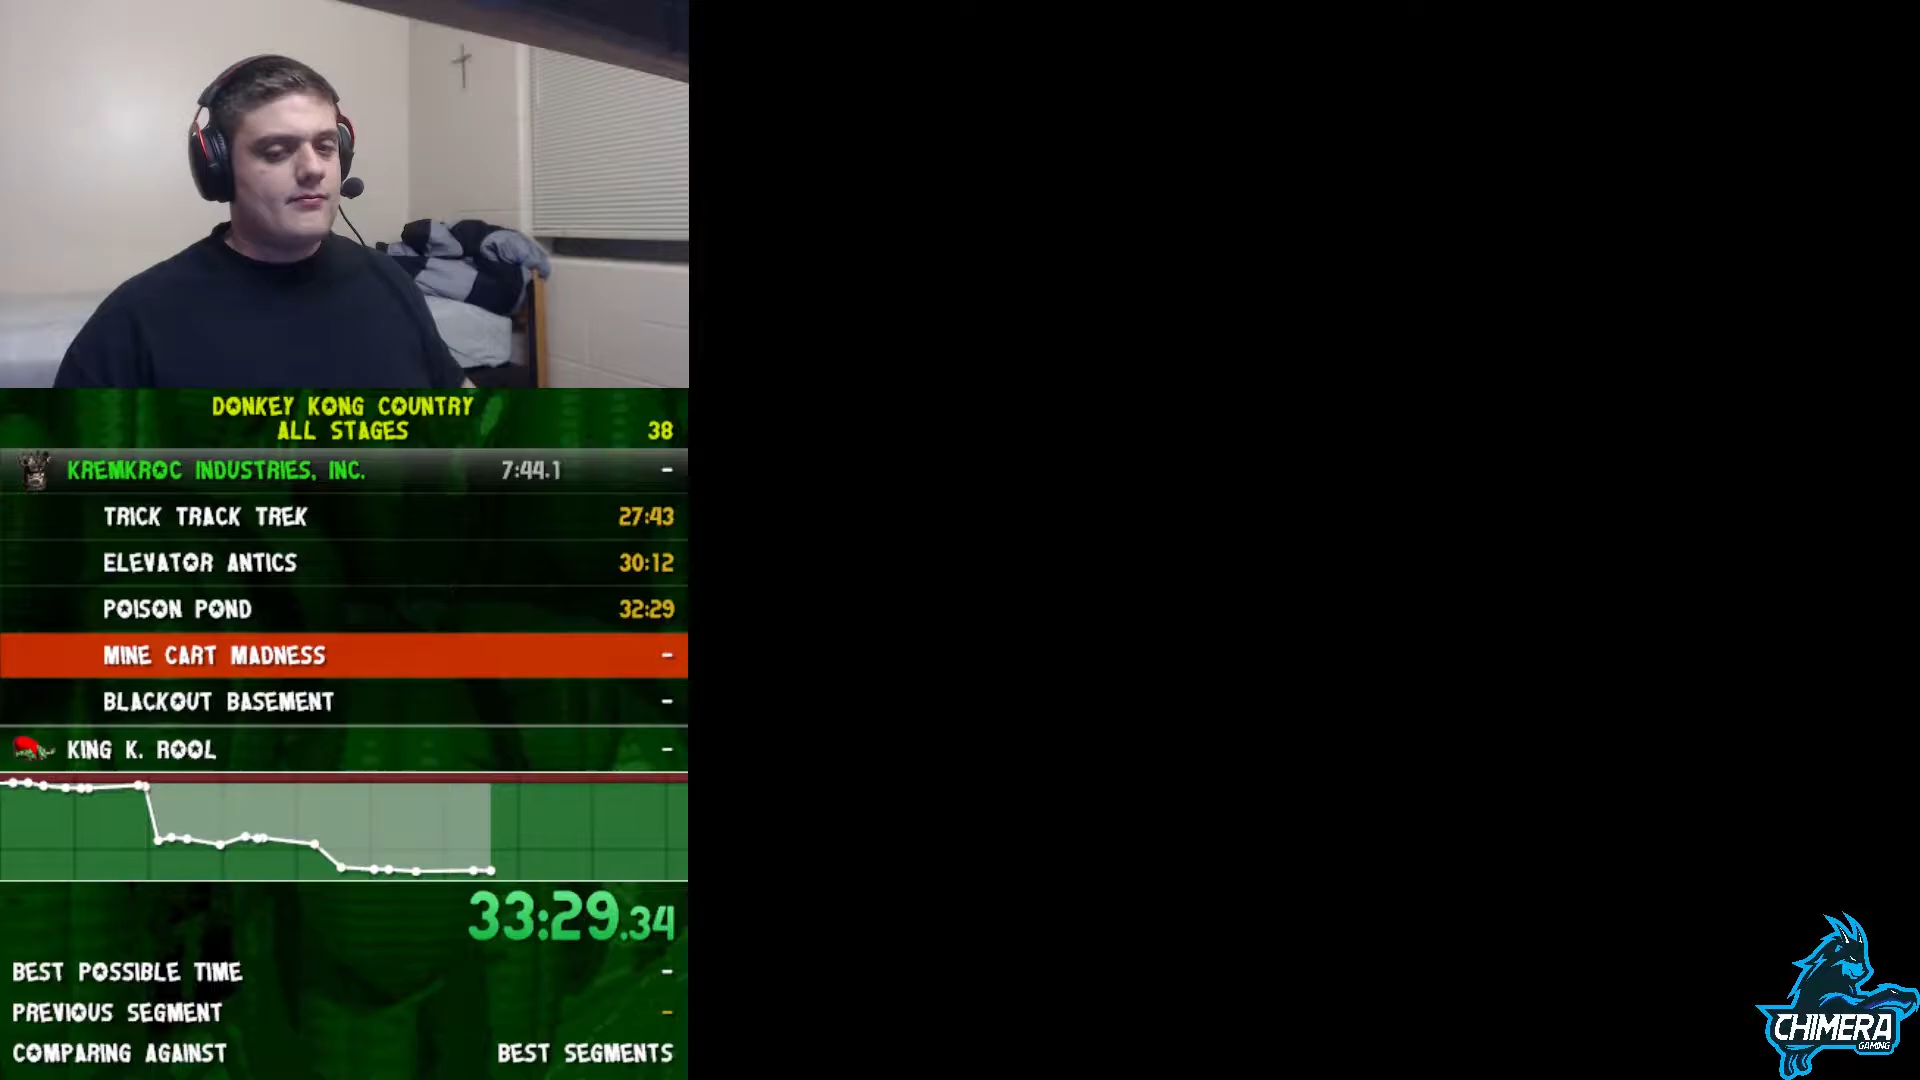 DONKEY KONG COUNTRY
ALL STAGES 38
KREMKROC INDUSTRIES, INC. 7:44.1 -
TRICK TRACK TREK 27:43
ELEVATOR ANTICS 30:12
POISON POND 32:29
MINE CART MADNESS -
BLACKOUT BASEMENT -
KING K. ROOL -
33:29.34
BEST POSSIBLE TIME -
PREVIOUS SEGMENT -
COMPARING AGAINST BEST SEGMENTS
CHIMERA
GAMING